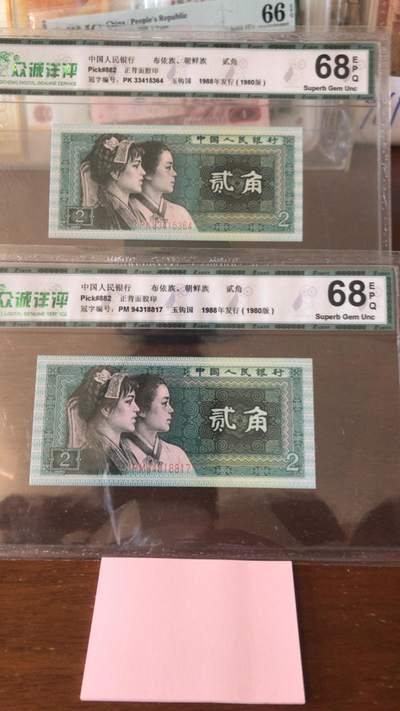 China / People's Republic
66 EPQ
众诚评评
中国人民银行 布依族、朝鲜族 贰角
Pick#882 正背面胶印
冠字编号: PK 33418364 玉钩国 1988年发行(1980版)
68 EPQ
Superb Gem Unc
中国人民银行
贰角
2
2
中国人民银行 布依族、朝鲜族 贰角
Pick#882 正背面胶印
冠字编号: PM 94318817 玉钩国 1988年发行(1980版)
68 EPQ
Superb Gem Unc
中国人民银行
贰角
PM94318817
2
2